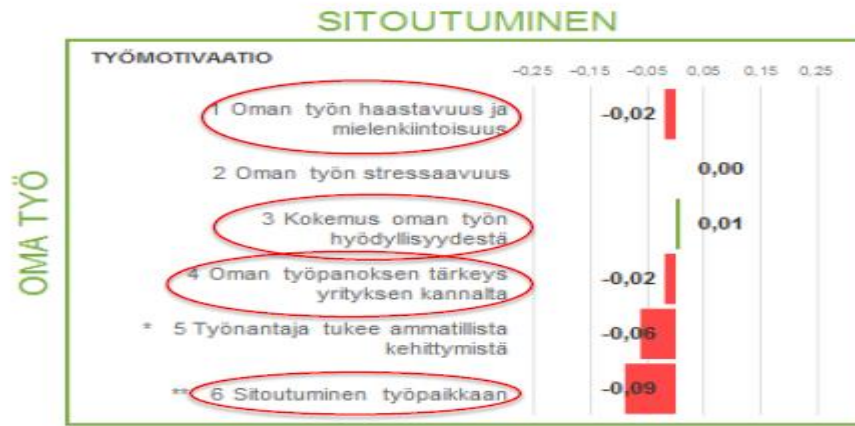 SITOUTUMINEN
OMA TYÖ
TYÖMOTIVAATIO
-0,25 -0,15 -0,05 0,05 0,15 0,25
1 Oman työn haastavuus ja
mielenkiintoisuus
-0,02
2 Oman työn stressaavuus
0,00
3 Kokemus oman työn
hyödyllisyydestä
0,01
4 Oman työpanoksen tärkeys
yrityksen kannalta
-0,02
* 5 Työnantaja tukee ammatillista
kehittymistä
-0,06
** 6 Sitoutuminen työpaikkaan
-0,09